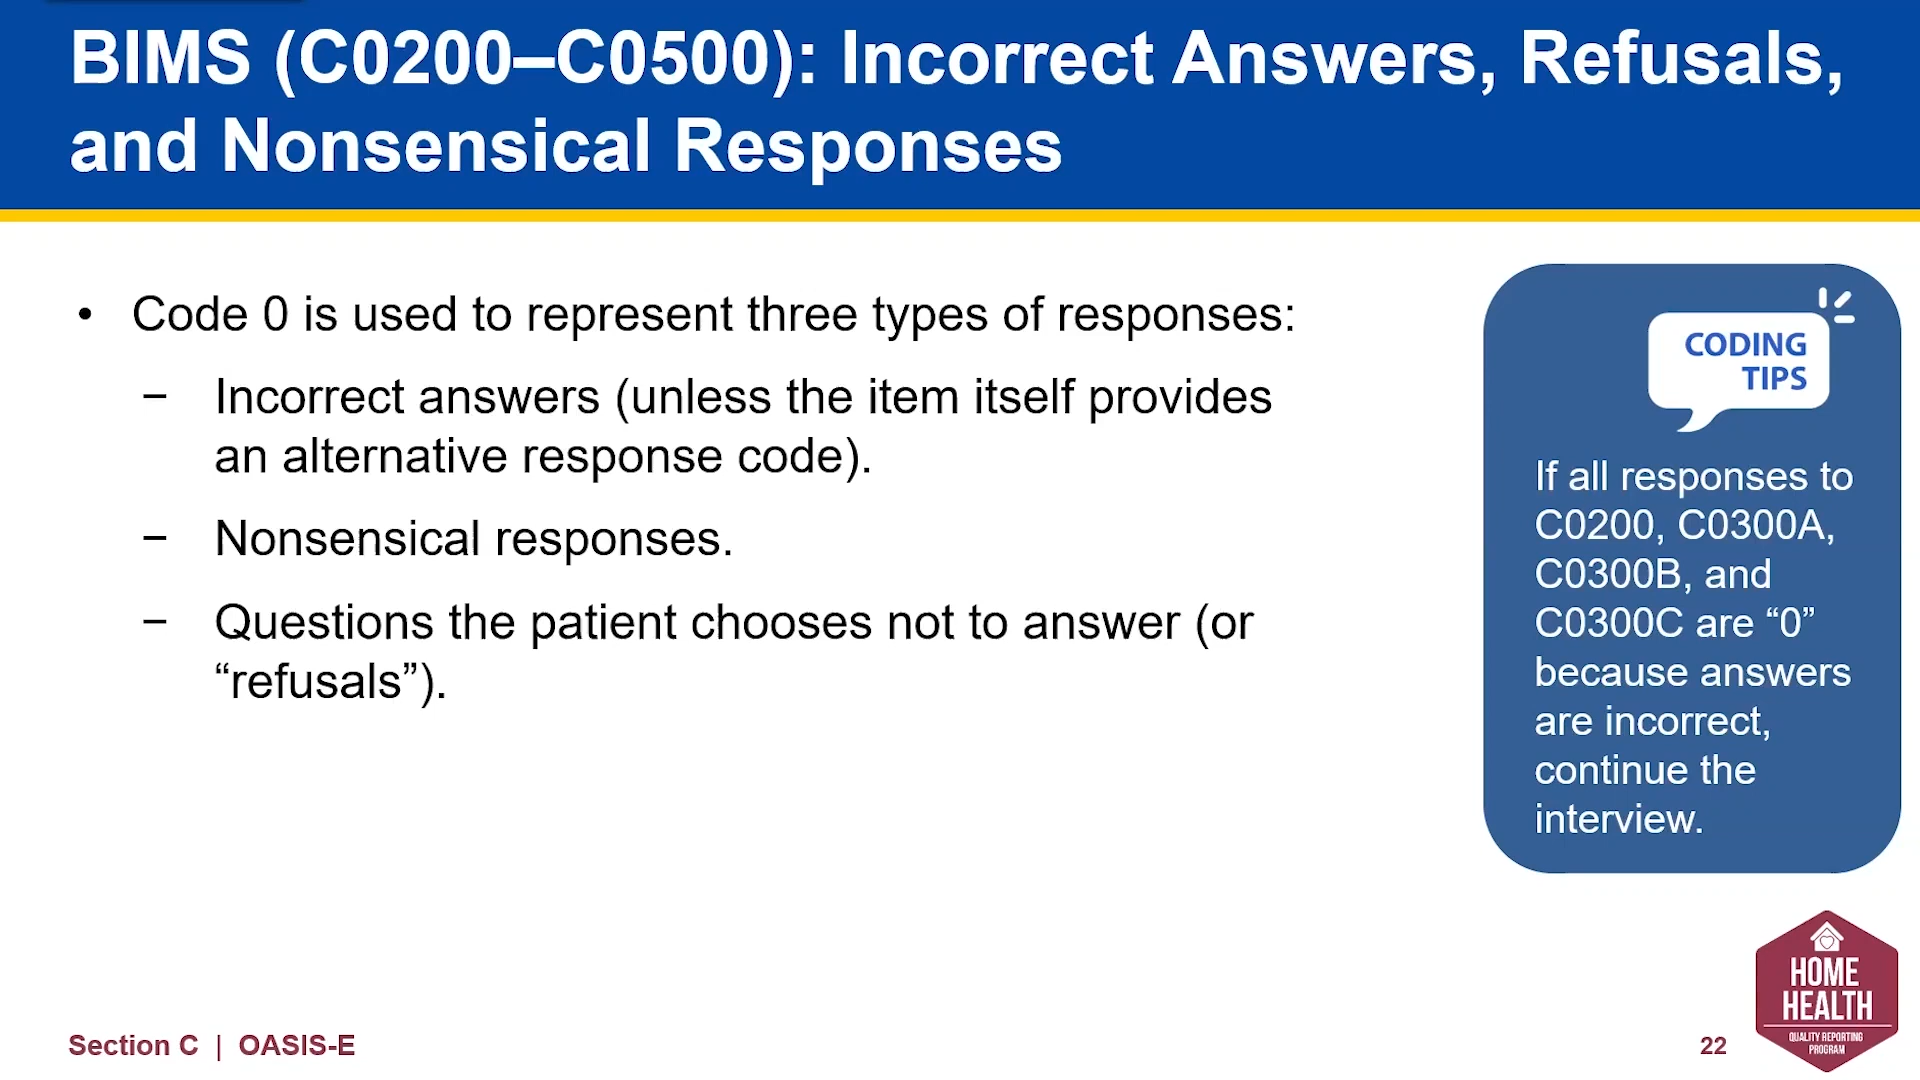 BIMS (C0200–C0500): Incorrect Answers, Refusals,
and Nonsensical Responses
• Code 0 is used to represent three types of responses:
− Incorrect answers (unless the item itself provides
an alternative response code).
− Nonsensical responses.
− Questions the patient chooses not to answer (or
“refusals”).
CODING
TIPS
If all responses to
C0200, C0300A,
C0300B, and
C0300C are “0”
because answers
are incorrect,
continue the
interview.
Section C | OASIS-E
22
HOME
HEALTH
QUALITY REPORTING
PROGRAM